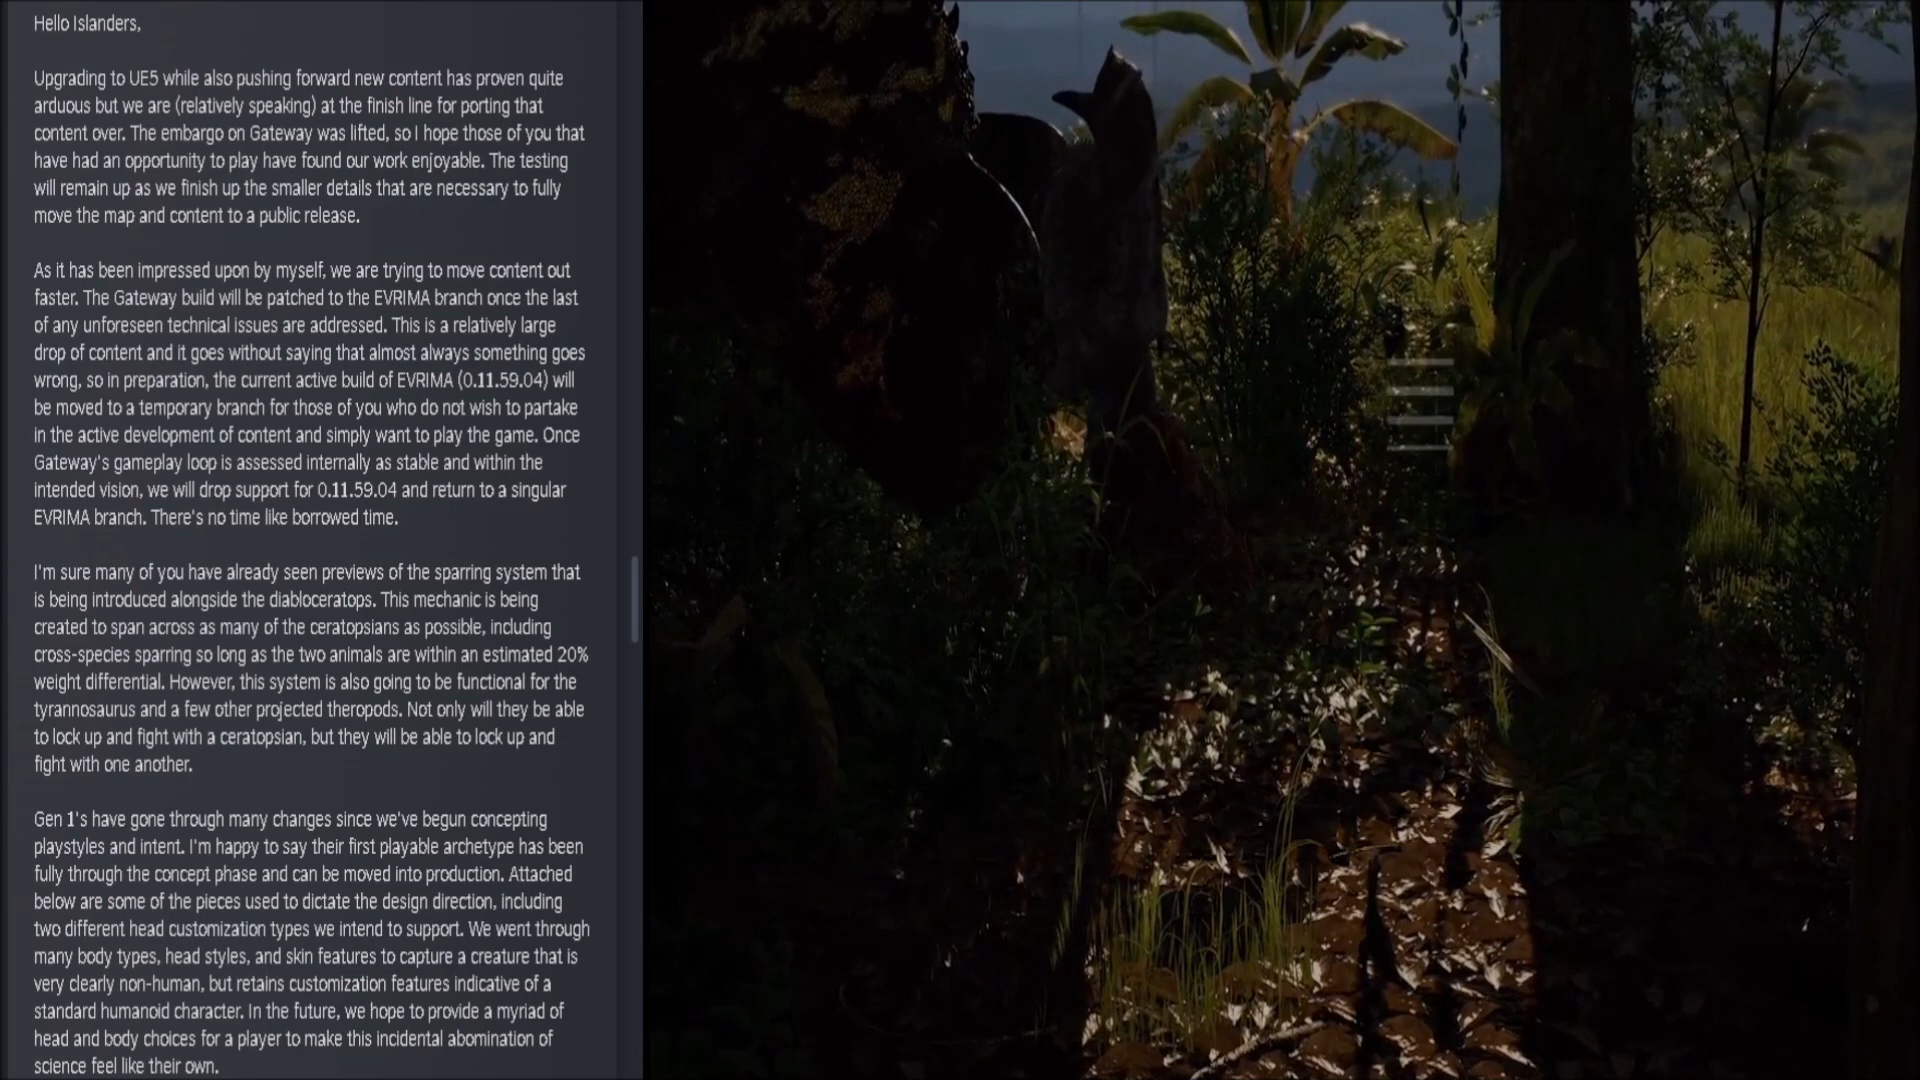 Hello Islanders,
Upgrading to UE5 while also pushing forward new content has proven quite
arduous but we are (relatively speaking) at the finish line for porting that
content over. The embargo on Gateway was lifted, so I hope those of you that
have had an opportunity to play have found our work enjoyable. The testing
will remain up as we finish up the smaller details that are necessary to fully
move the map and content to a public release.
As it has been impressed upon by myself, we are trying to move content out
faster. The Gateway build will be patched to the EVRIMA branch once the last
of any unforeseen technical issues are addressed. This is a relatively large
drop of content and it goes without saying that almost always something goes
wrong, so in preparation, the current active build of EVRIMA (0.11.59.04) will
be moved to a temporary branch for those of you who do not wish to partake
in the active development of content and simply want to play the game. Once
Gateway's gameplay loop is assessed internally as stable and within the
intended vision, we will drop support for 0.11.59.04 and return to a singular
EVRIMA branch. There's no time like borrowed time.
I'm sure many of you have already seen previews of the sparring system that
is being introduced alongside the diabloceratops. This mechanic is being
created to span across as many of the ceratopsians as possible, including
cross-species sparring so long as the two animals are within an estimated 20%
weight differential. However, this system is also going to be functional for the
tyrannosaurus and a few other projected theropods. Not only will they be able
to lock up and fight with a ceratopsian, but they will be able to lock up and
fight with one another.
Gen 1's have gone through many changes since we've begun concepting
playstyles and intent. I'm happy to say their first playable archetype has been
fully through the concept phase and can be moved into production. Attached
below are some of the pieces used to dictate the design direction, including
two different head customization types we intend to support. We went through
many body types, head styles, and skin features to capture a creature that is
very clearly non-human, but retains customization features indicative of a
standard humanoid character. In the future, we hope to provide a myriad of
head and body choices for a player to make this incidental abomination of
science feel like their own.